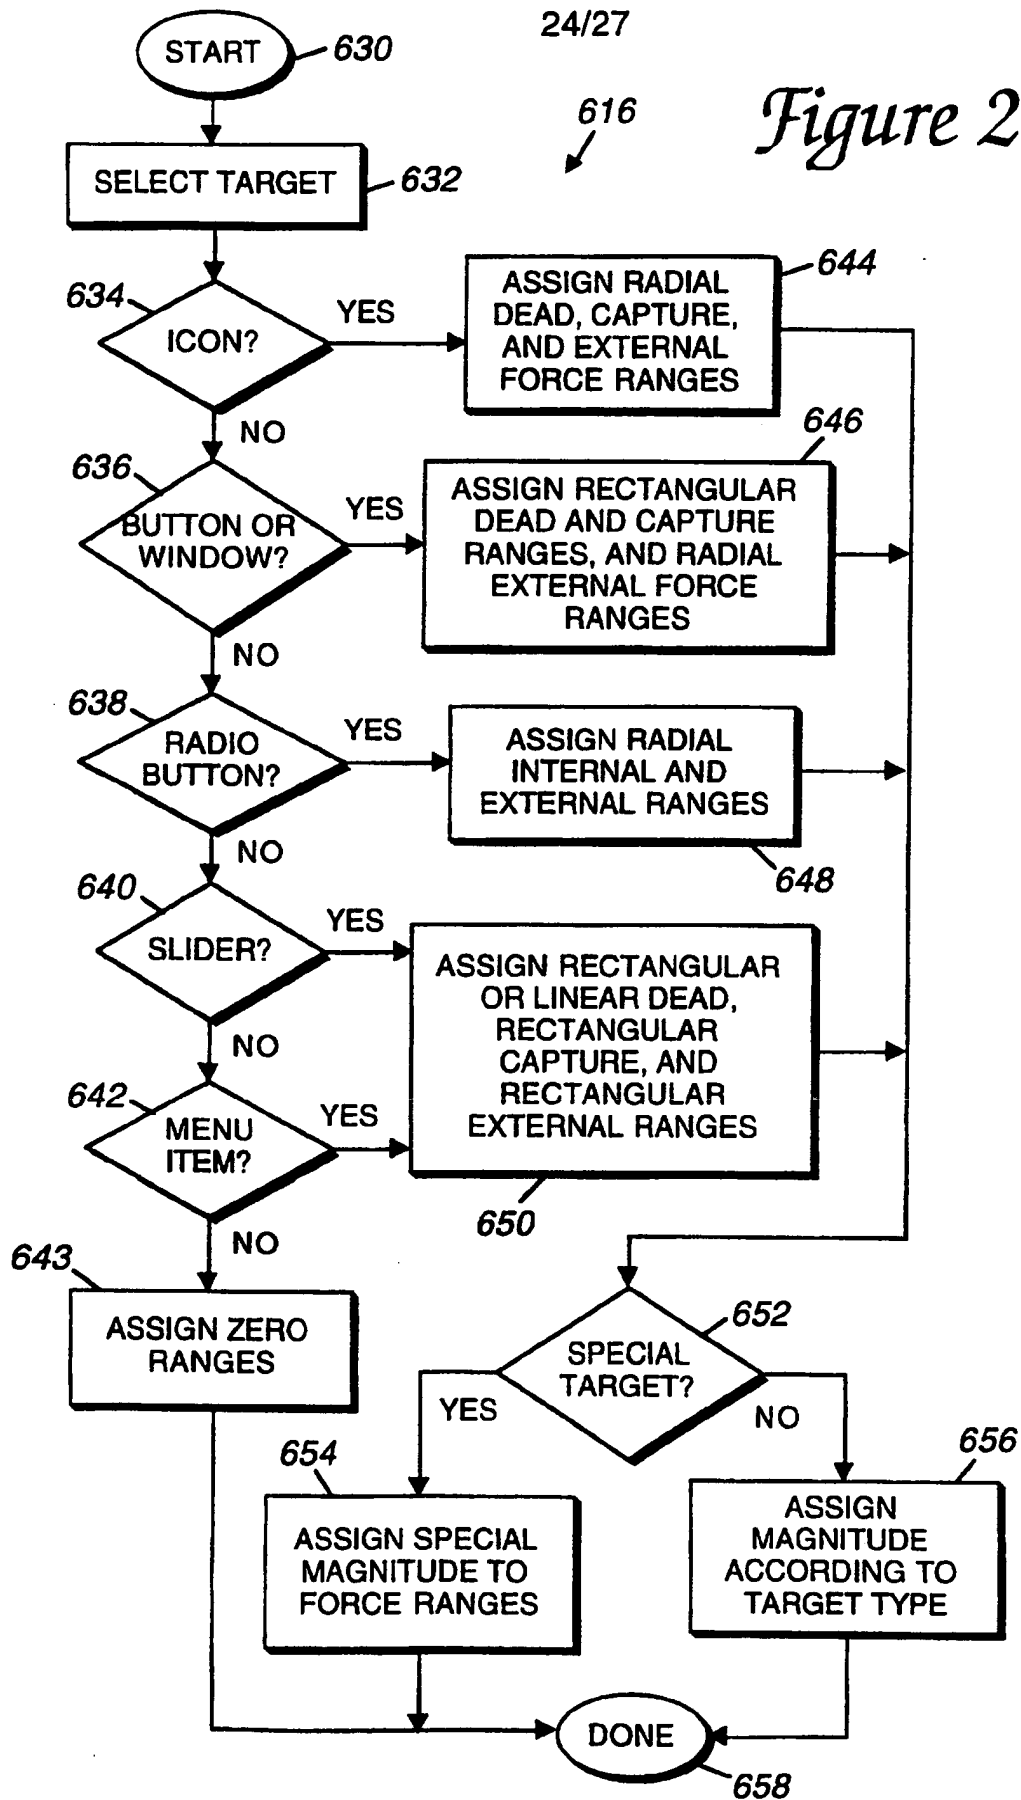 24/27
START
630
616
Figure 2
SELECT TARGET
632
634
ICON?
YES
ASSIGN RADIAL
DEAD, CAPTURE,
AND EXTERNAL
FORCE RANGES
644
NO
636
BUTTON OR
WINDOW?
YES
646
ASSIGN RECTANGULAR
DEAD AND CAPTURE
RANGES, AND RADIAL
EXTERNAL FORCE
RANGES
NO
638
RADIO
BUTTON?
YES
ASSIGN RADIAL
INTERNAL AND
EXTERNAL RANGES
648
NO
640
SLIDER?
YES
ASSIGN RECTANGULAR
OR LINEAR DEAD,
RECTANGULAR
CAPTURE, AND
RECTANGULAR
EXTERNAL RANGES
650
NO
642
MENU
ITEM?
YES
NO
643
ASSIGN ZERO
RANGES
652
SPECIAL
TARGET?
YES
NO
654
ASSIGN SPECIAL
MAGNITUDE TO
FORCE RANGES
656
ASSIGN
MAGNITUDE
ACCORDING TO
TARGET TYPE
DONE
658